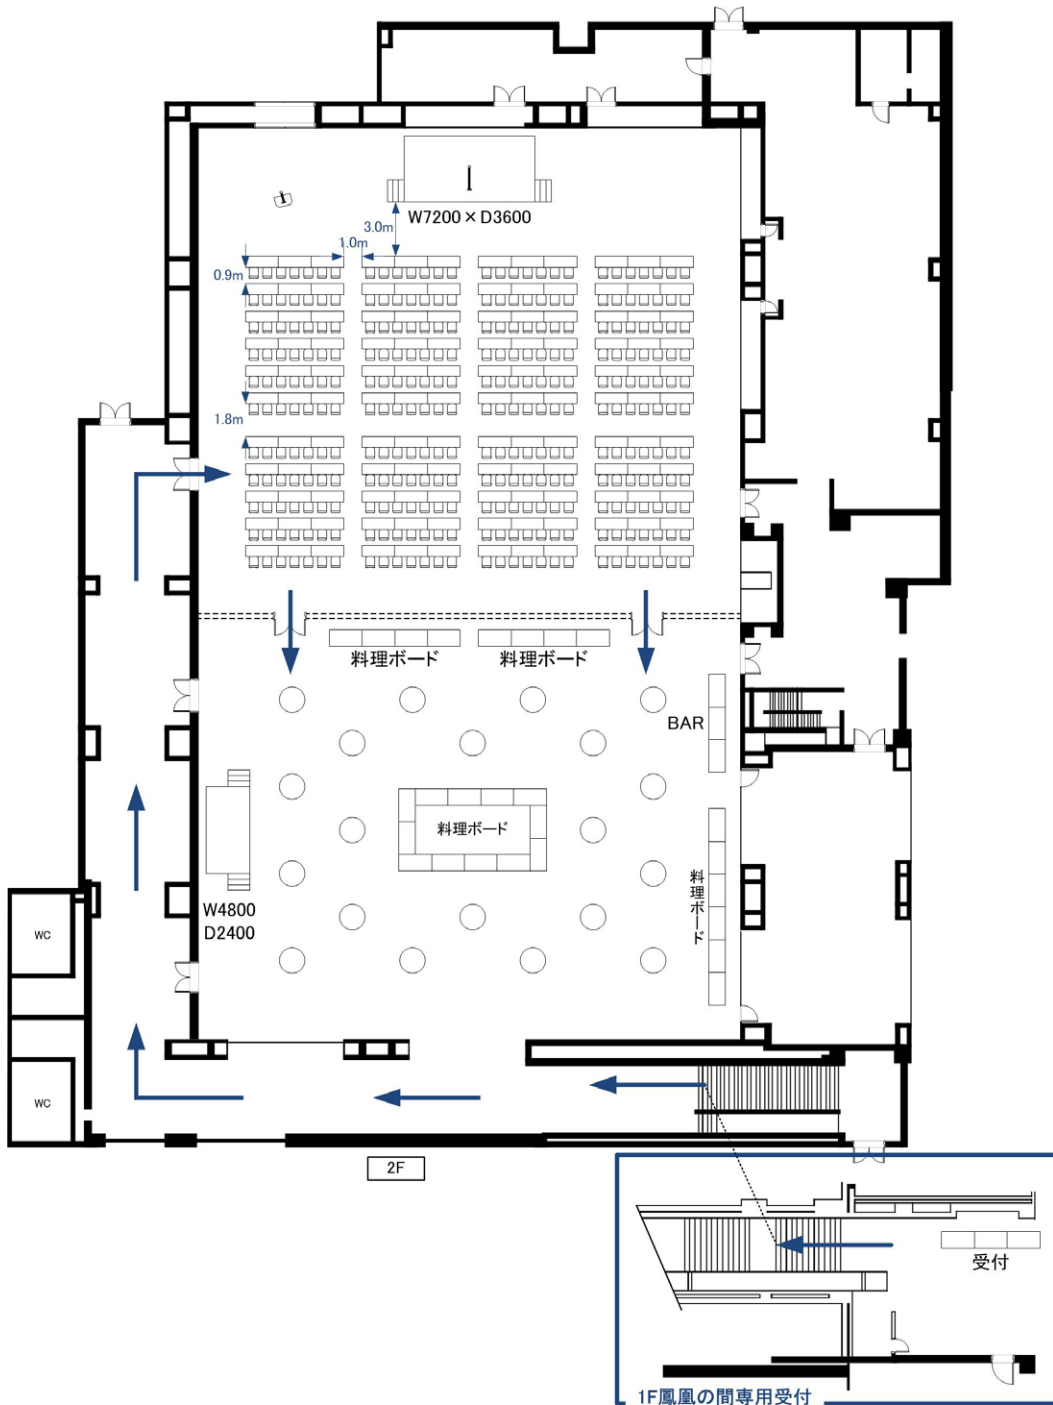 W7200×D3600
3.0m
1.0m
0.9m
1.8m
料理ボード
料理ボード
BAR
料理ボード
料理ボード
W4800
D2400
WC
WC
2F
受付
1F鳳凰の間専用受付